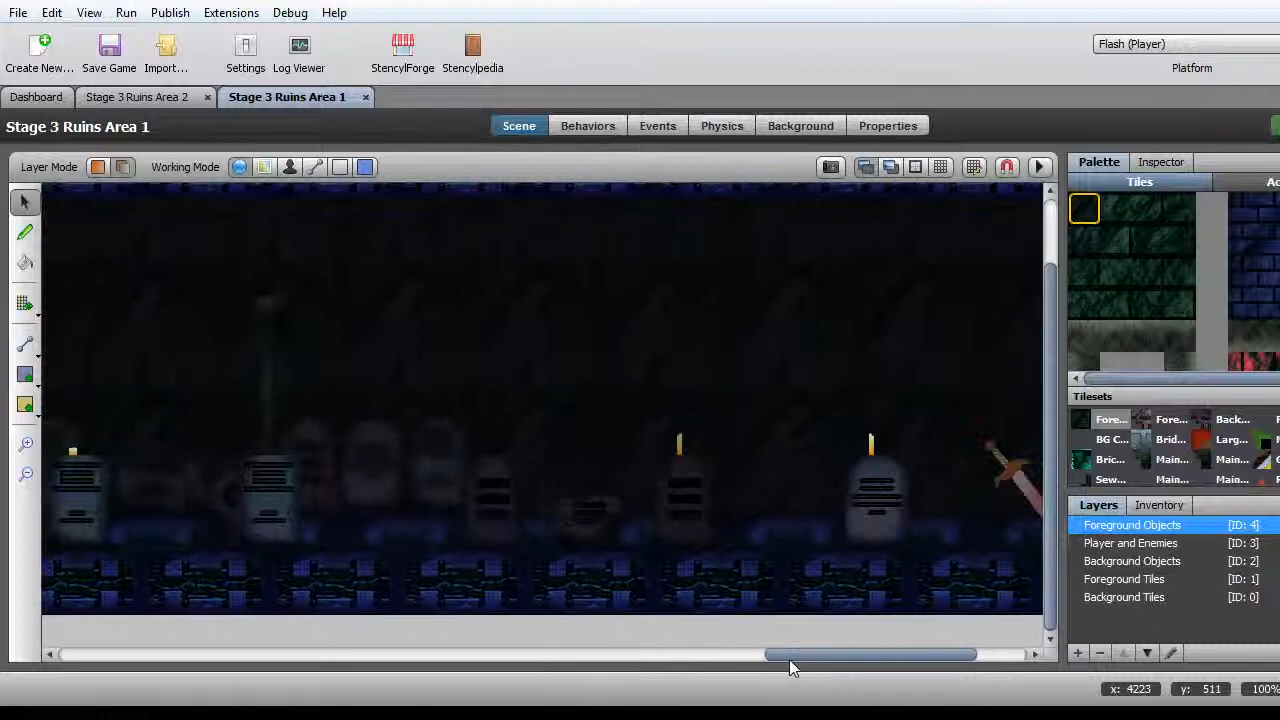 File Edit View Run Publish Extensions Debug Help
Create New... Save Game Import... Settings Log Viewer StencylForge Stencylpedia
Flash (Player)
Platform
Dashboard Stage 3 Ruins Area 2 × Stage 3 Ruins Area 1 ×
Stage 3 Ruins Area 1 Scene Behaviors Events Physics Background Properties
Layer Mode Working Mode Palette Inspector
Tiles Ac
Tilesets
Fore... Fore... Back...
BG C... Brid... Larg...
Bric... Main... Main...
Sew... Main... Main...
Layers Inventory
Foreground Objects [ID: 4]
Player and Enemies [ID: 3]
Background Objects [ID: 2]
Foreground Tiles [ID: 1]
Background Tiles [ID: 0]
x: 4223 y: 511 100%